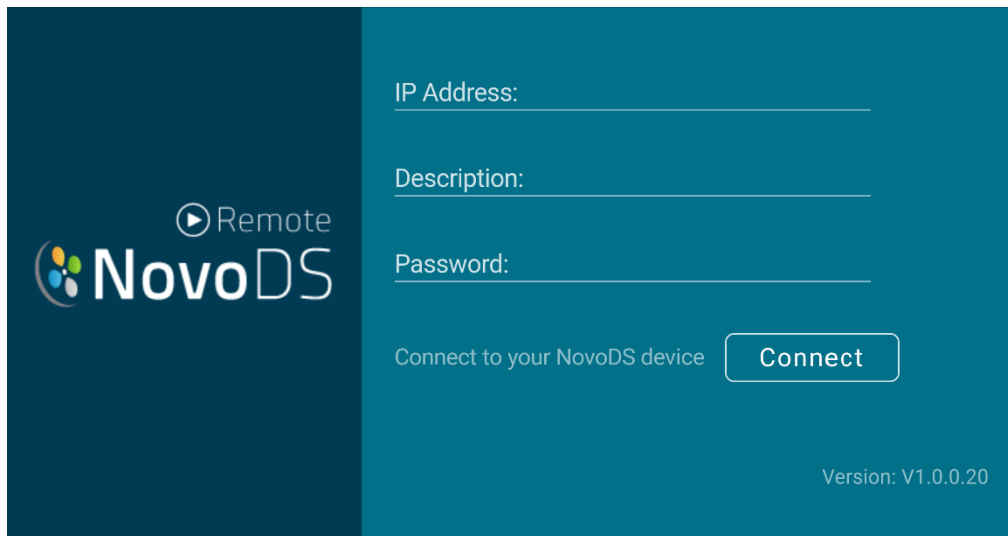 Remote
NovoDS
IP Address:
Description:
Password:
Connect to your NovoDS device
Connect
Version: V1.0.0.20